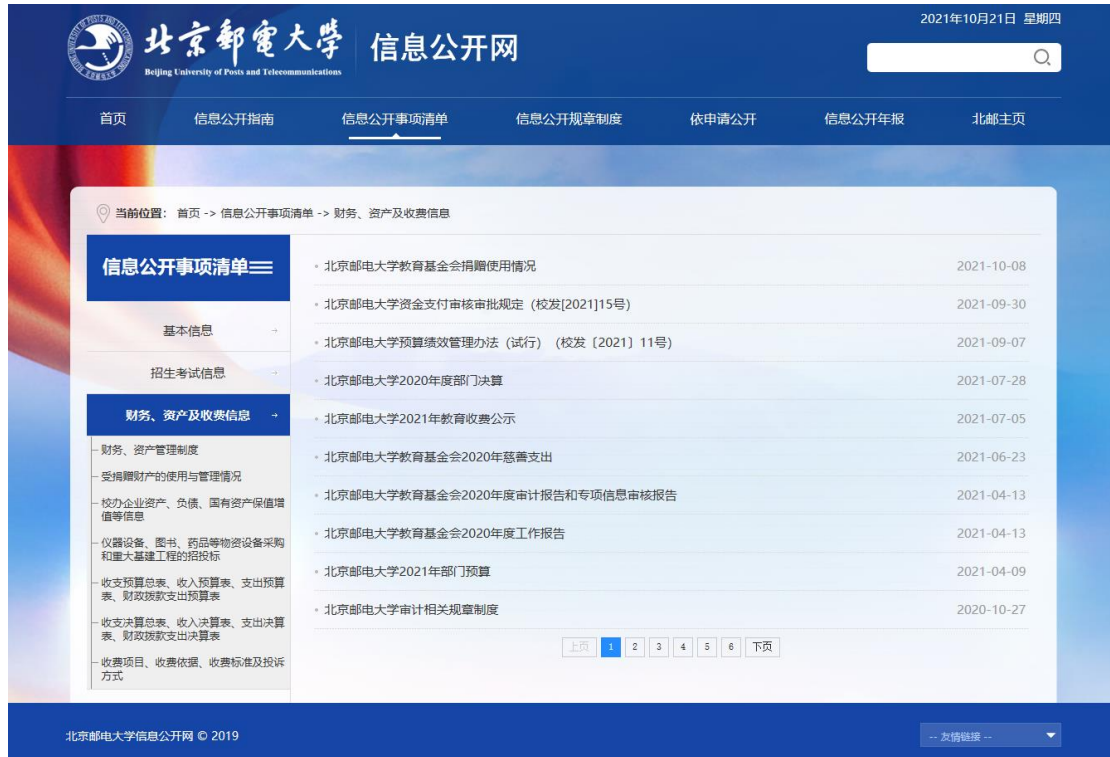 2021年10月21日 星期四
北京邮电大学
Beijing University of Posts and Telecommunications
信息公开网
首页 信息公开指南 信息公开事项清单 信息公开规章制度 依申请公开 信息公开年报 北邮主页
当前位置: 首页 -> 信息公开事项清单 -> 财务、资产及收费信息
信息公开事项清单
基本信息 →
招生考试信息 →
财务、资产及收费信息 →
财务、资产管理制度
受捐赠财产的使用与管理情况
校办企业资产、负债、国有资产保值增
值等信息
仪器设备、图书、药品等物资设备采购
和重大基建工程的招投标
收支预算总表、收入预算表、支出预算
表、财政拨款支出预算表
收支决算总表、收入决算表、支出决算
表、财政拨款支出决算表
收费项目、收费依据、收费标准及投诉
方式
北京邮电大学教育基金会捐赠使用情况 2021-10-08
北京邮电大学资金支付审核审批规定（校发[2021]15号） 2021-09-30
北京邮电大学预算绩效管理办法（试行）（校发〔2021〕11号） 2021-09-07
北京邮电大学2020年度部门决算 2021-07-28
北京邮电大学2021年教育收费公示 2021-07-05
北京邮电大学教育基金会2020年慈善支出 2021-06-23
北京邮电大学教育基金会2020年度审计报告和专项信息审核报告 2021-04-13
北京邮电大学教育基金会2020年度工作报告 2021-04-13
北京邮电大学2021年部门预算 2021-04-09
北京邮电大学审计相关规章制度 2020-10-27
上页 1 2 3 4 5 6 下页
北京邮电大学信息公开网 © 2019
-- 友情链接 --